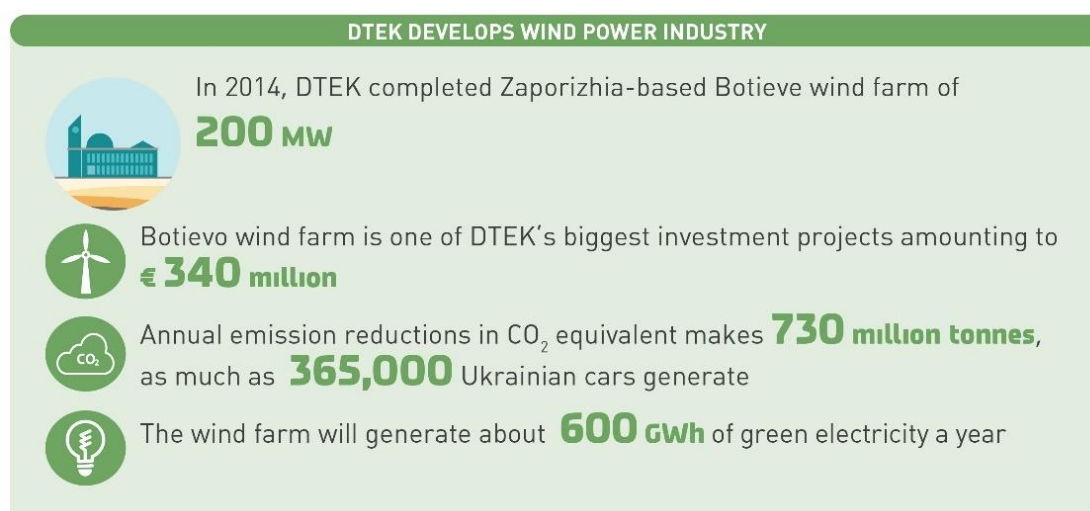 DTEK DEVELOPS WIND POWER INDUSTRY
In 2014, DTEK completed Zaporizhia-based Botieve wind farm of
200 MW
Botievo wind farm is one of DTEK's biggest investment projects amounting to
€ 340 million
CO₂
Annual emission reductions in CO₂ equivalent makes 730 million tonnes,
as much as 365,000 Ukrainian cars generate
The wind farm will generate about 600 GWh of green electricity a year